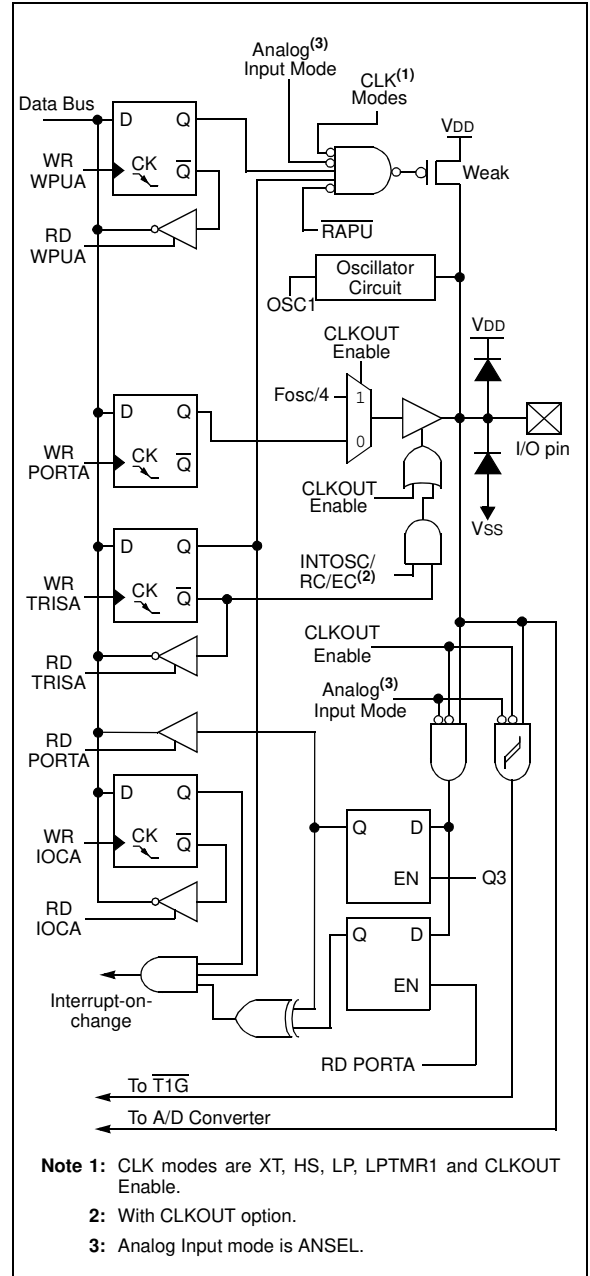 Analog(3)
Input Mode
CLK(1)
Modes
Data Bus
VDD
D Q
WR
WPUA
CK Q
Weak
RD
WPUA
RAPU
Oscillator
Circuit
OSC1
CLKOUT
Enable
VDD
Fosc/4
1
D Q
0
WR
PORTA
CK Q
I/O pin
CLKOUT
Enable
VSS
D Q
INTOSC/
RC/EC(2)
WR
TRISA
CK Q
CLKOUT
Enable
RD
TRISA
Analog(3)
Input Mode
RD
PORTA
D Q
WR
IOCA
CK Q
Q D
EN
Q3
RD
IOCA
Q D
EN
Interrupt-on-
change
RD PORTA
To T1G
To A/D Converter
Note 1: CLK modes are XT, HS, LP, LPTMR1 and CLKOUT
Enable.
2: With CLKOUT option.
3: Analog Input mode is ANSEL.